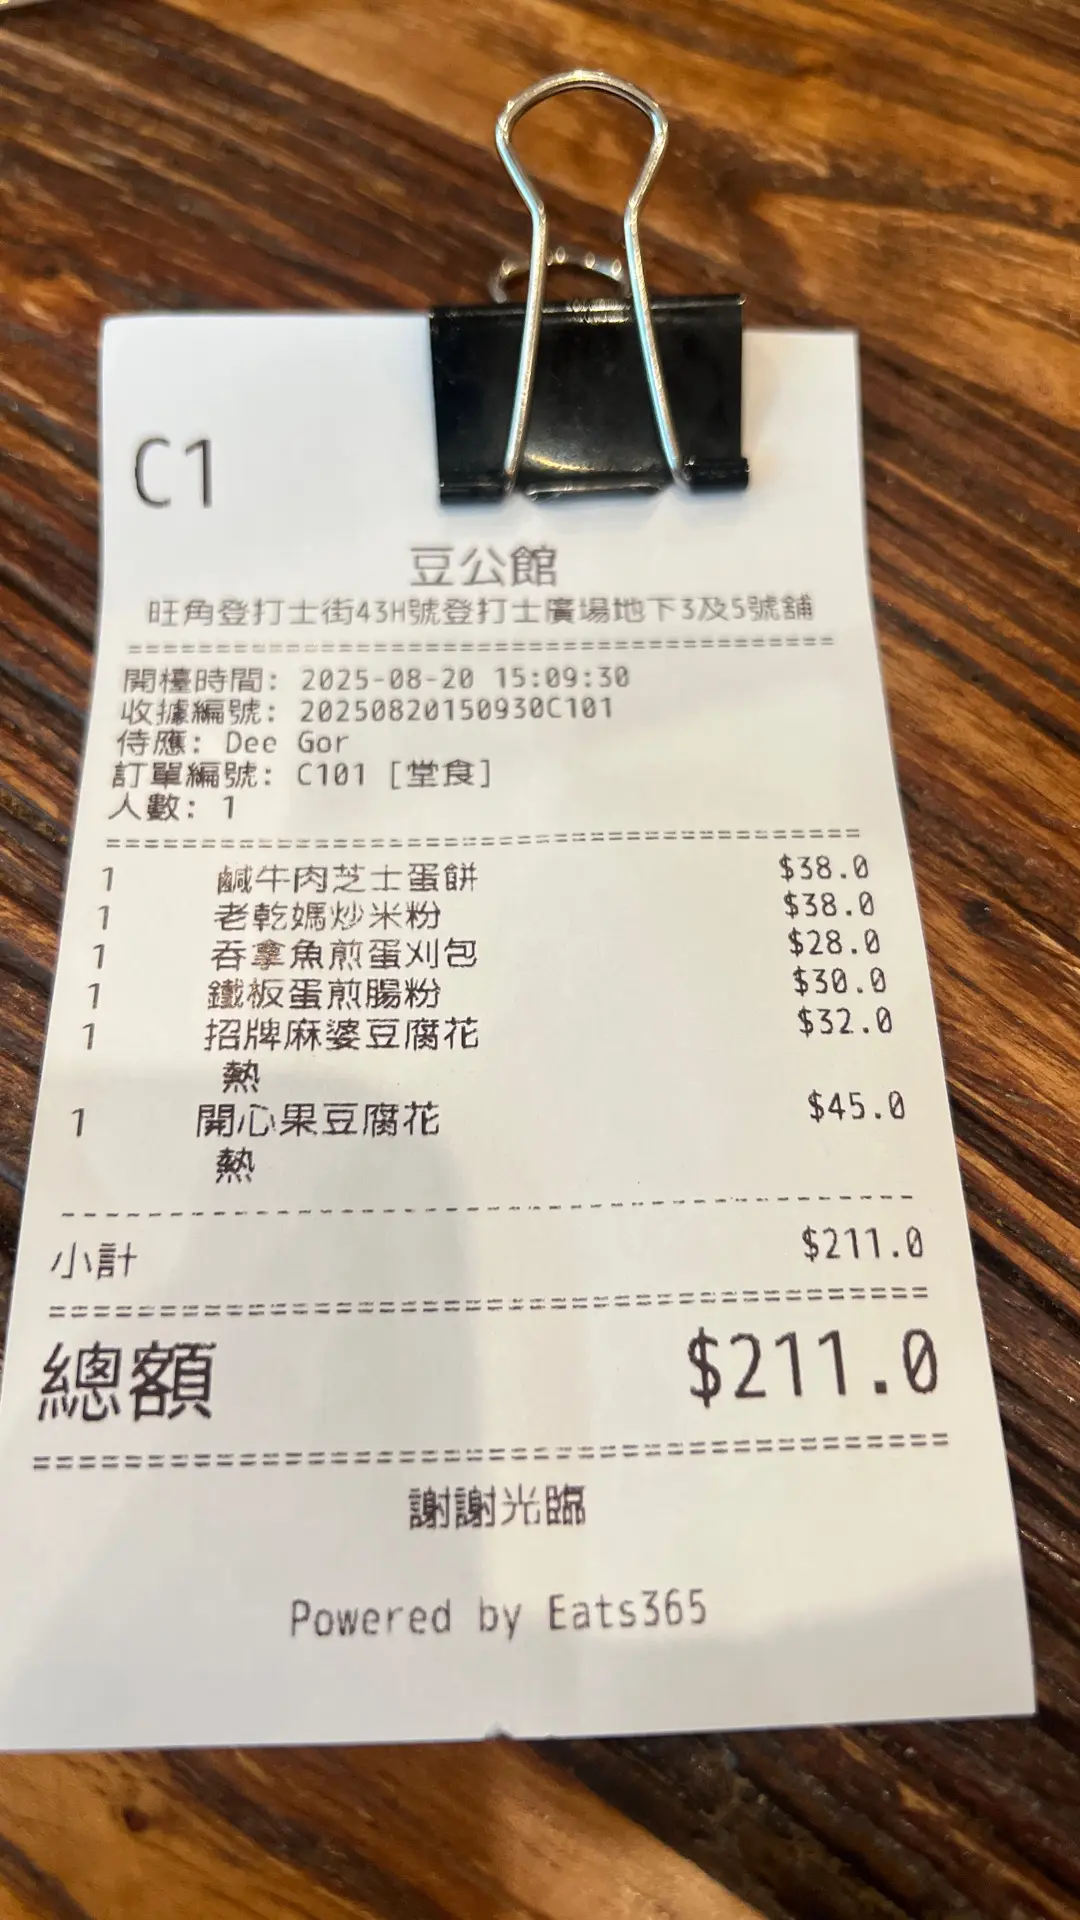 C1
豆公館
旺角登打士街43H號登打士廣場地下3及5號舖
開檯時間: 2025-08-20 15:09:30
收據編號: 20250820150930C101
侍應: Dee Gor
訂單編號: C101 [堂食]
人數: 1
1 鹹牛肉芝士蛋餅 $38.0
1 老乾媽炒米粉 $38.0
1 吞拿魚煎蛋刈包 $28.0
1 鐵板蛋煎腸粉 $30.0
1 招牌麻婆豆腐花 $32.0
熱
1 開心果豆腐花 $45.0
熱
小計 $211.0
總額 $211.0
謝謝光臨
Powered by Eats365